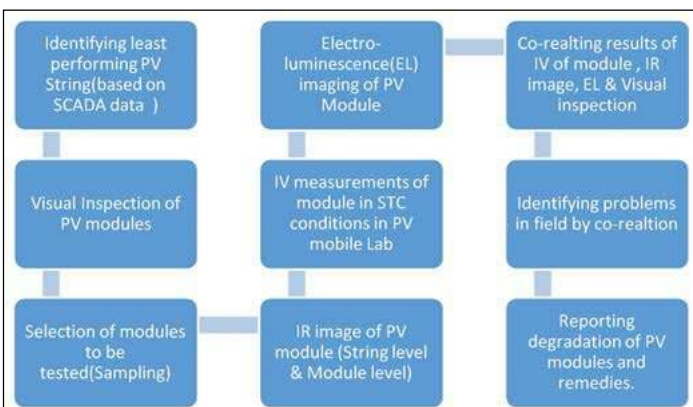 Identifying least
performing PV
String(based on
SCADA data )
Visual Inspection of
PV modules
Selection of modules
to be
tested(Sampling)
IR image of PV
module (String level
& Module level)
IV measurements of
module in STC
conditions in PV
mobile Lab
Electro-
luminescence(EL)
imaging of PV
Module
Co-realting results of
IV of module , IR
image, EL & Visual
inspection
Identifying problems
in field by co-realtion
Reporting
degradation of PV
modules and
remedies.